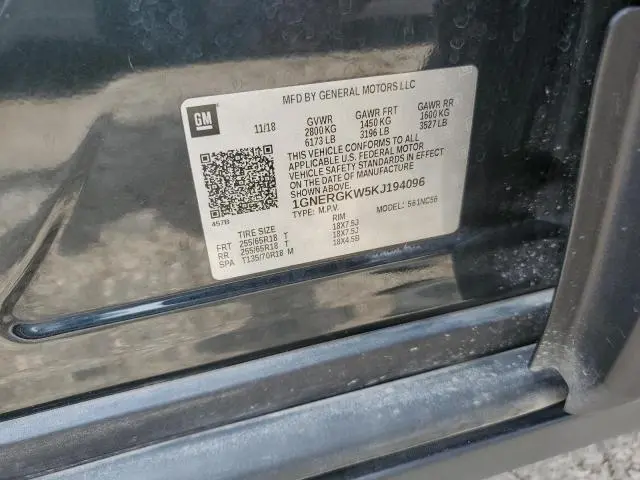 MFD BY GENERAL MOTORS LLC
GM
11/18 GVWR GAWR FRT GAWR RR
2800 KG 1450 KG 1600 KG
6173 LB 3196 LB 3527 LB
THIS VEHICLE CONFORMS TO ALL
APPLICABLE U.S. FEDERAL MOTOR
VEHICLE SAFETY STANDARDS IN EFFECT
ON THE DATE OF MANUFACTURE SHOWN ABOVE.
1GNERGKW5KJ194096
457B TYPE: M.P.V. MODEL: 561NC56
TIRE SIZE RIM
FRT 255/65R18 T 18X7.5J
RR 255/65R18 T 18X7.5J
SPA T135/70R18 M 18X4.5B